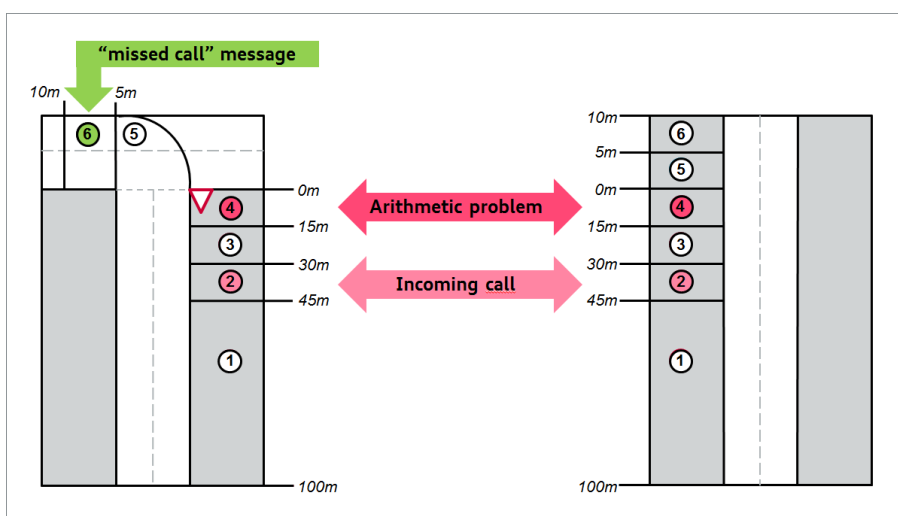 “missed call” message
10m
5m
6
5
0m
4
15m
3
30m
2
45m
1
100m
Arithmetic problem
Incoming call
10m
6
5m
5
0m
4
15m
3
30m
2
45m
1
100m